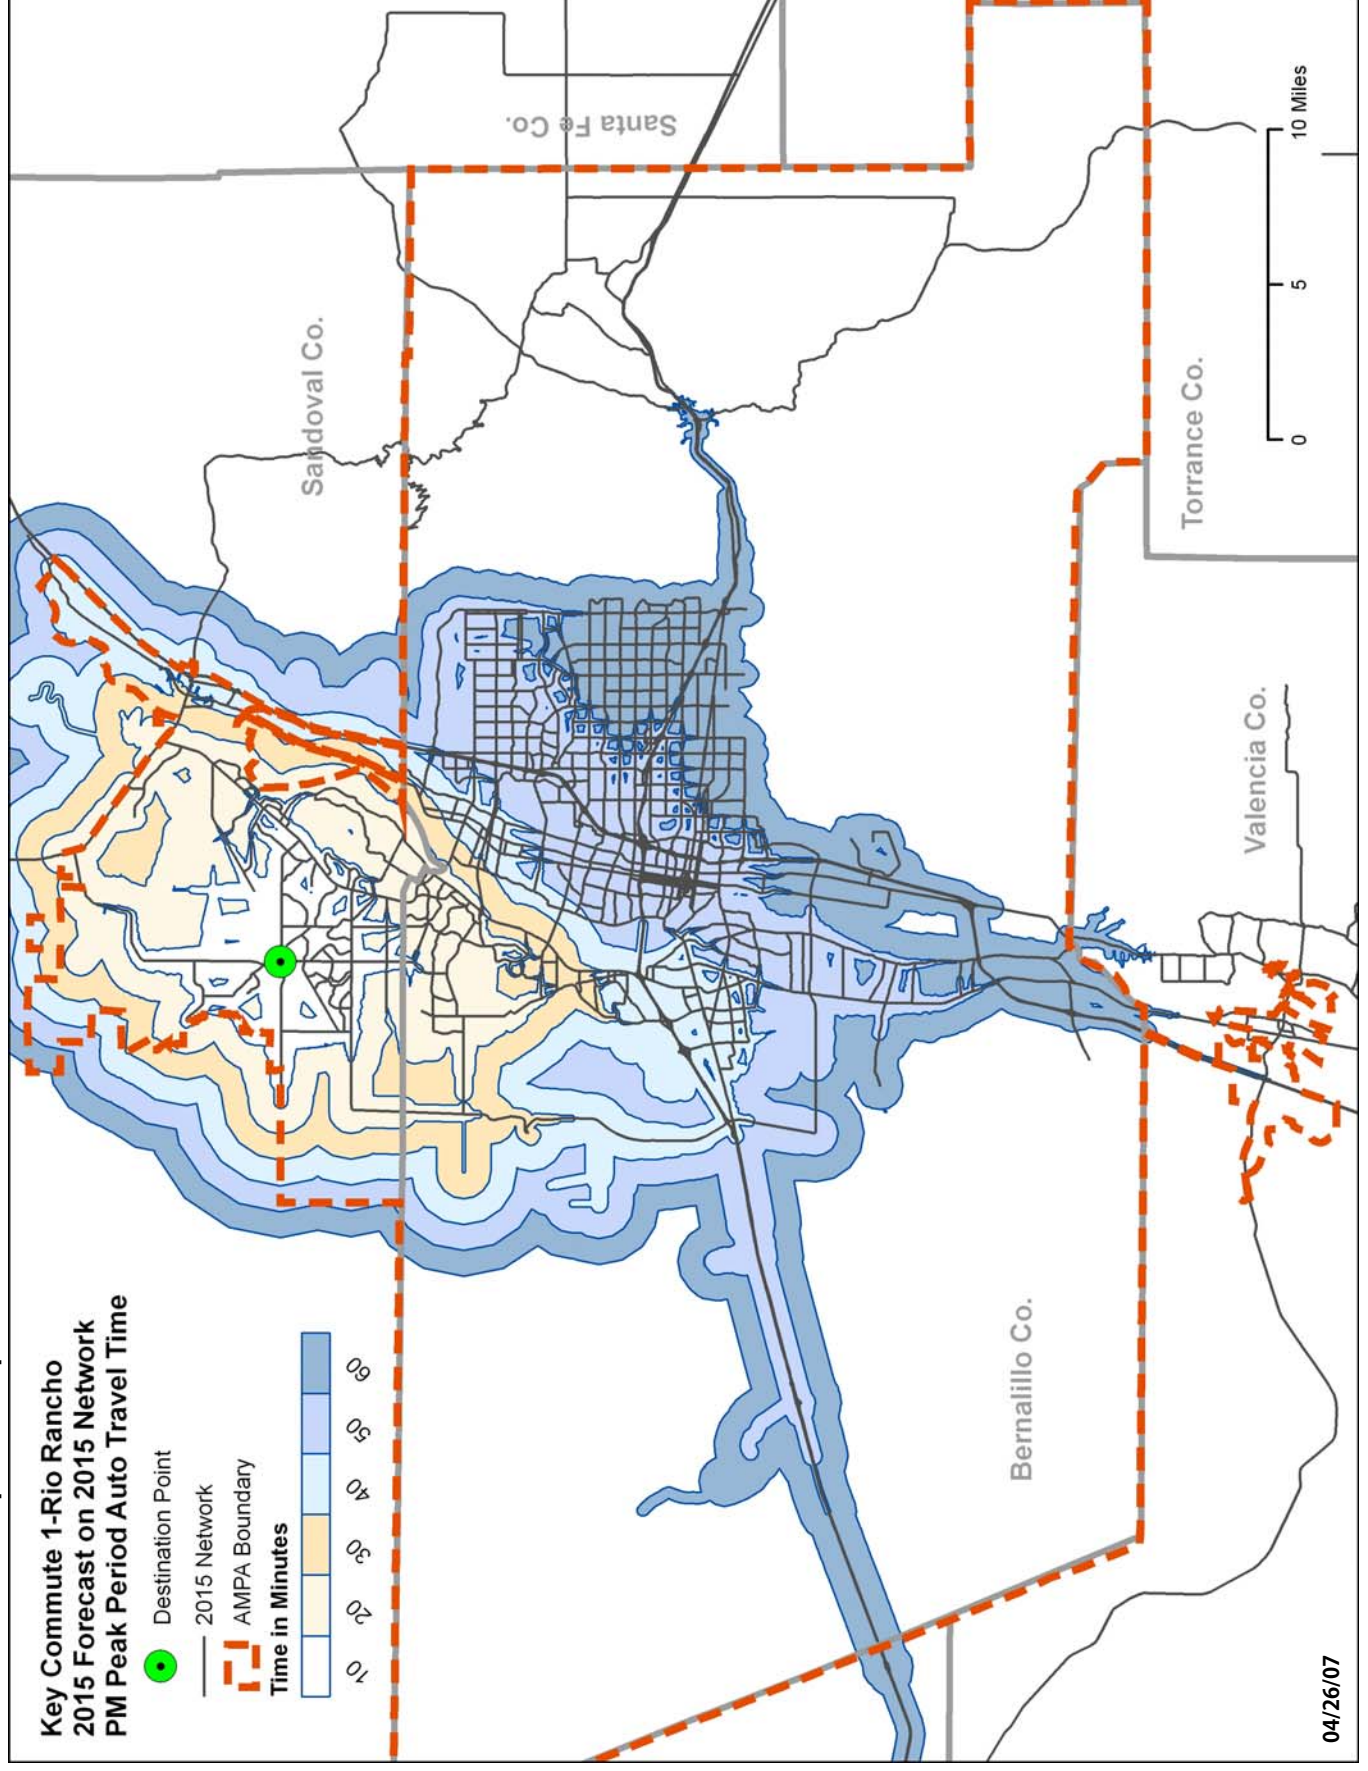 Key Commute 1-Rio Rancho
2015 Forecast on 2015 Network
PM Peak Period Auto Travel Time
Destination Point
2015 Network
AMPA Boundary
Time in Minutes
10
20
30
40
50
60
Sandoval Co.
Santa Fe Co.
Bernalillo Co.
Valencia Co.
Torrance Co.
0
5
10 Miles
04/26/07